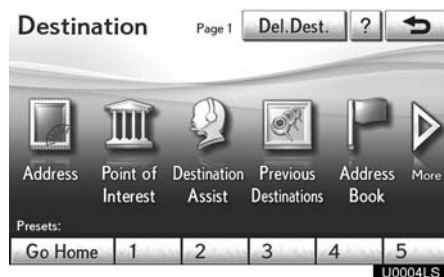 Destination Page 1 Del.Dest. ? 
Address Point of Destination Previous Address More
Interest Assist Destinations Book
Presets:
Go Home 1 2 3 4 5
U0004LS